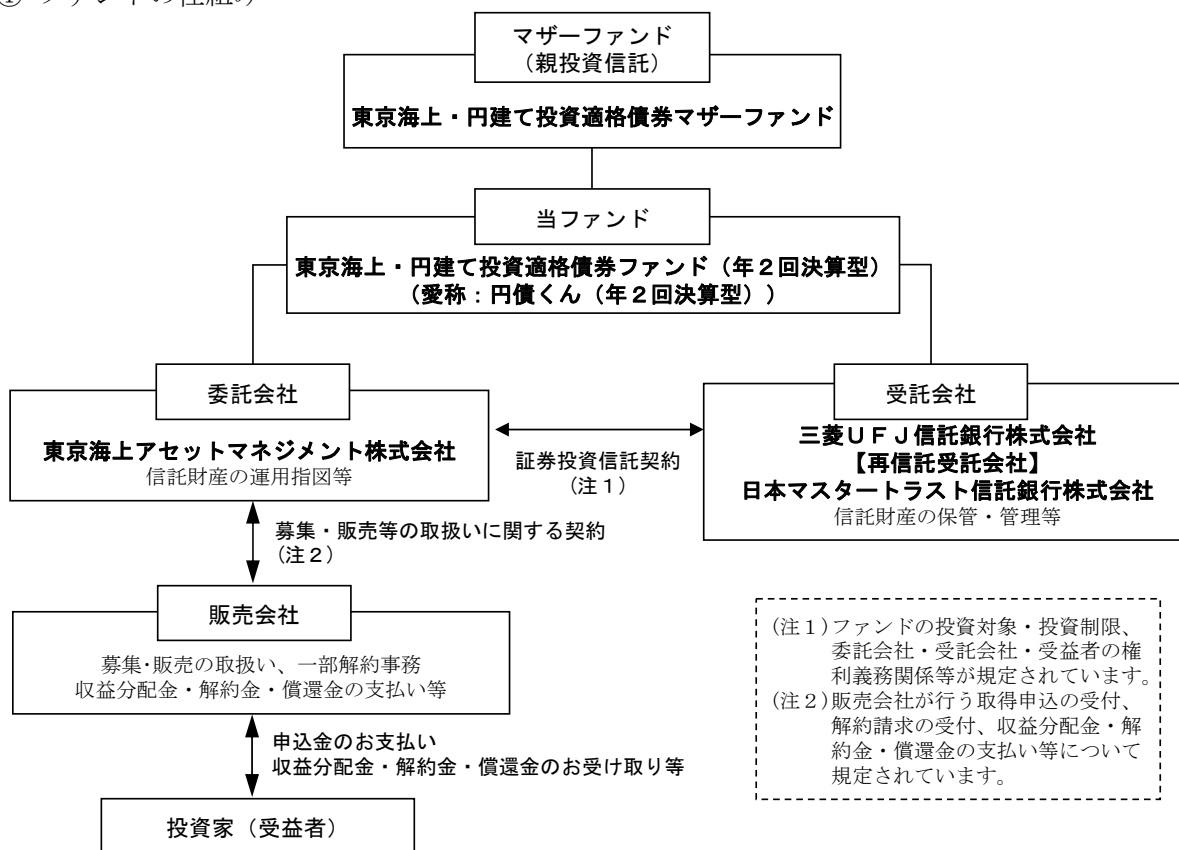 ① ファンドの仕組み
マザーファンド
（親投資信託）
東京海上・円建て投資適格債券マザーファンド
当ファンド
東京海上・円建て投資適格債券ファンド（年２回決算型）
（愛称：円債くん（年２回決算型））
委託会社
東京海上アセットマネジメント株式会社
信託財産の運用指図等
証券投資信託契約
（注１）
受託会社
三菱ＵＦＪ信託銀行株式会社
【再信託受託会社】
日本マスタートラスト信託銀行株式会社
信託財産の保管・管理等
募集・販売等の取扱いに関する契約
（注２）
販売会社
募集・販売の取扱い、一部解約事務
収益分配金・解約金・償還金の支払い等
申込金のお支払い
収益分配金・解約金・償還金のお受け取り等
投資家（受益者）
(注１)ファンドの投資対象・投資制限、
委託会社・受託会社・受益者の権
利義務関係等が規定されています。
(注２)販売会社が行う取得申込の受付、
解約請求の受付、収益分配金・解
約金・償還金の支払い等について
規定されています。